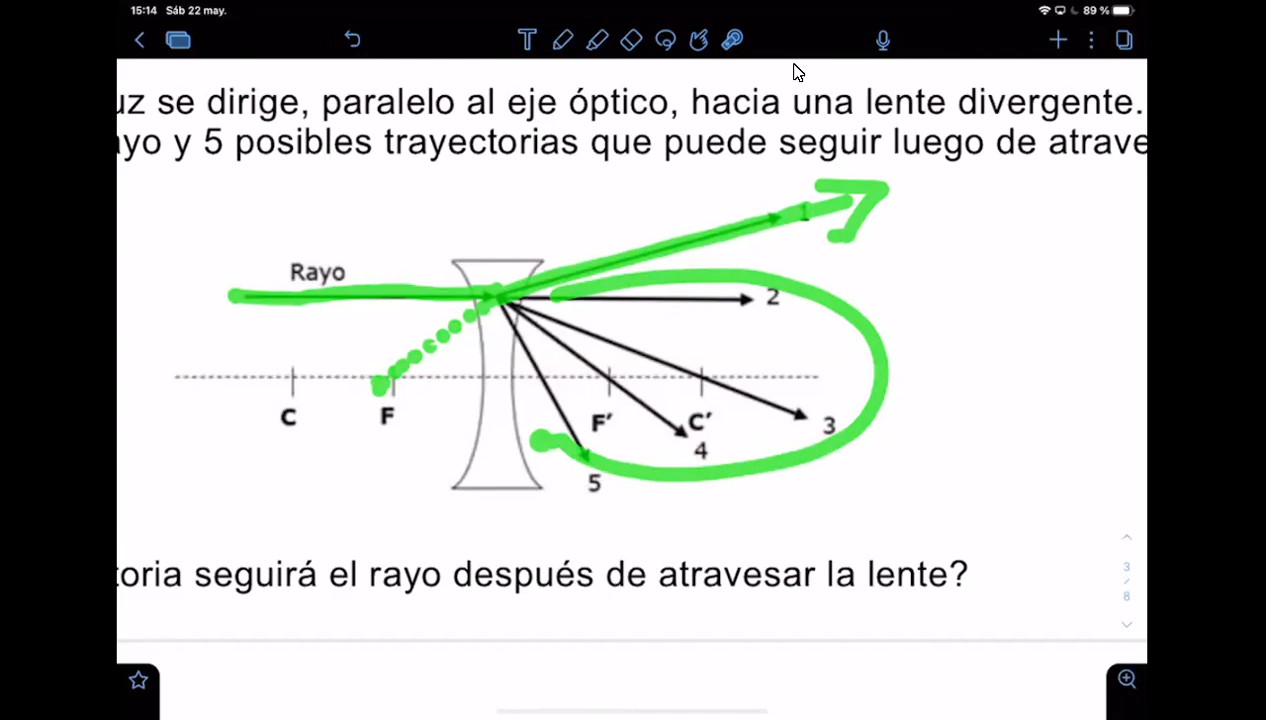 15:14 Sáb 22 may. 89 %
T
uz se dirige, paralelo al eje óptico, hacia una lente divergente.
ayo y 5 posibles trayectorias que puede seguir luego de atrave
1
Rayo
2
C F F′ C′
3
4
5
toria seguirá el rayo después de atravesar la lente?
3
/
8